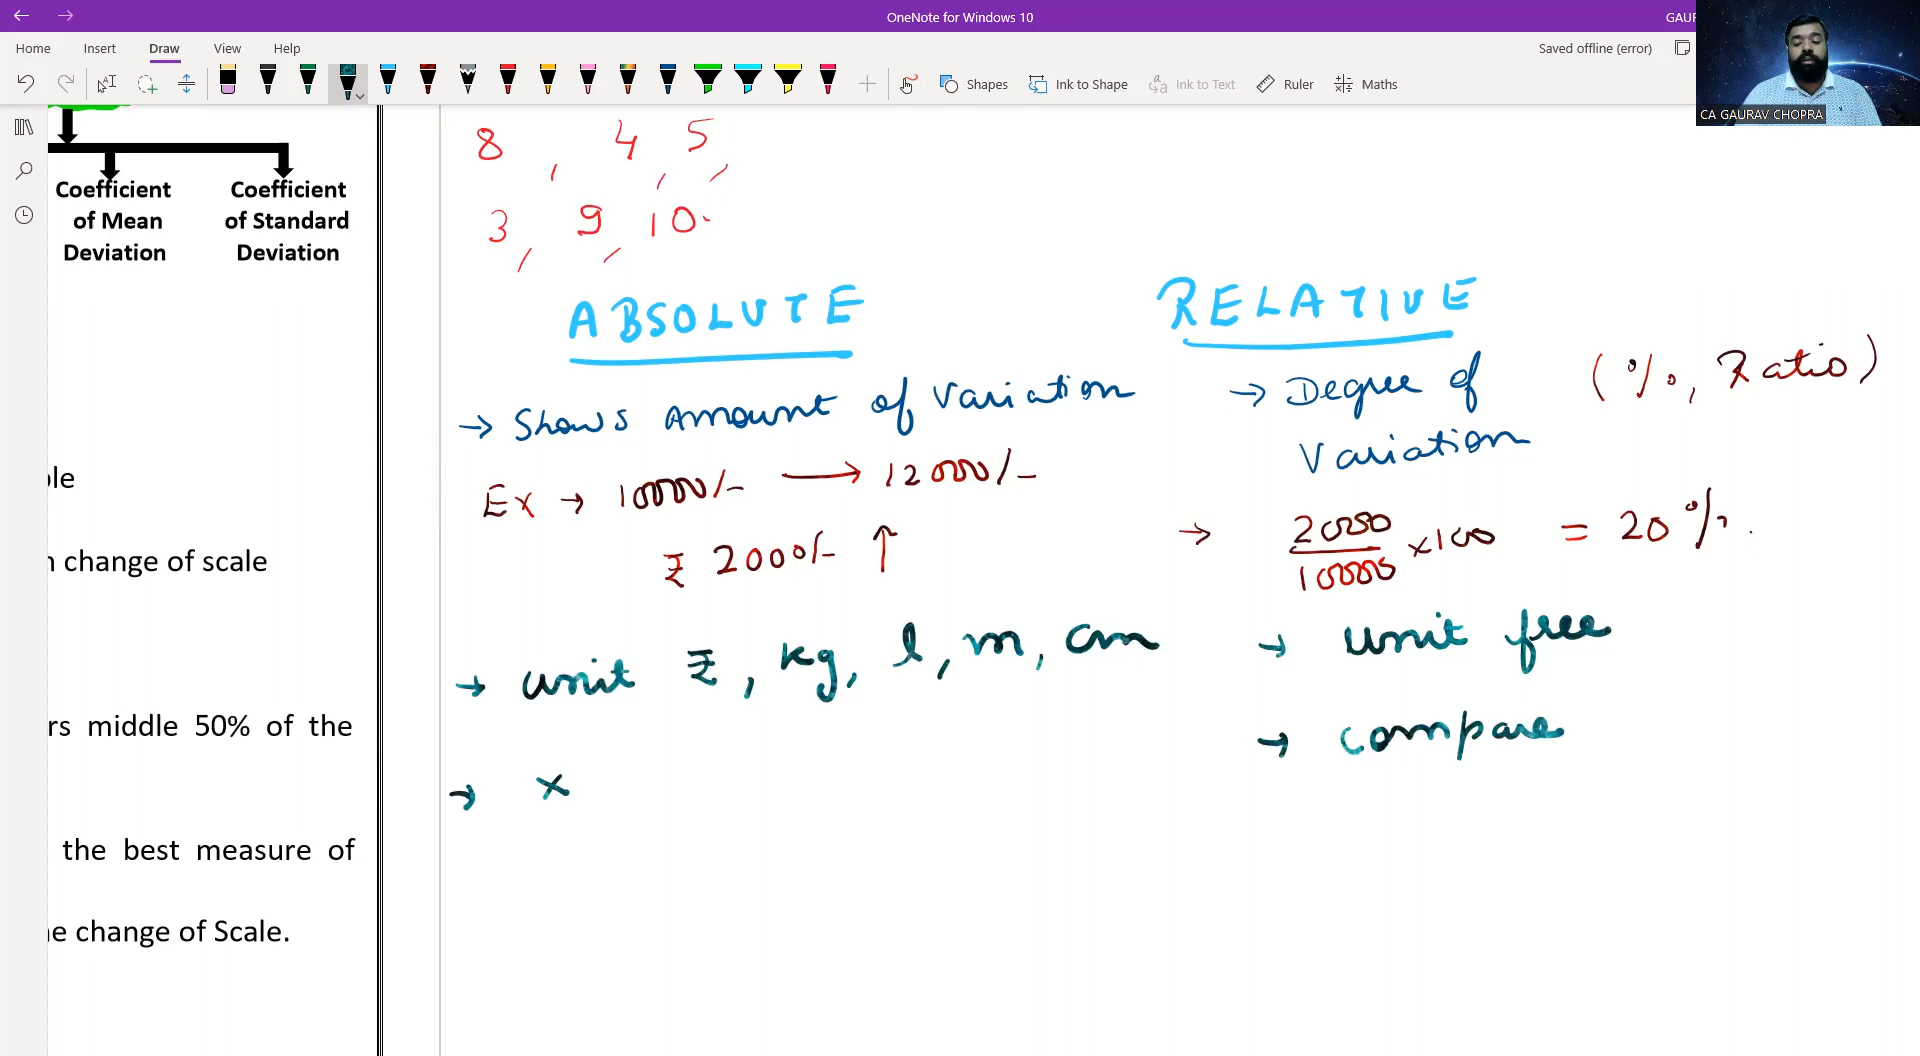 OneNote for Windows 10
GAUR
Home Insert Draw View Help
Saved offline (error)
Shapes Ink to Shape Ink to Text Ruler Maths
CA GAURAV CHOPRA
Coefficient of Mean Deviation
Coefficient of Standard Deviation
ple
n change of scale
rs middle 50% of the
the best measure of
e change of Scale.
8, 4, 5,
3, 9, 10.
ABSOLUTE
→ Shows Amount of Variation
Ex → 10000/- → 12000/-
₹ 2000/- ↑
→ unit ₹, kg, l, m, cm
→ ×
RELATIVE
→ Degree of Variation (%, Ratio)
→ 2000/10000 ×100 = 20%.
→ unit free
→ compare